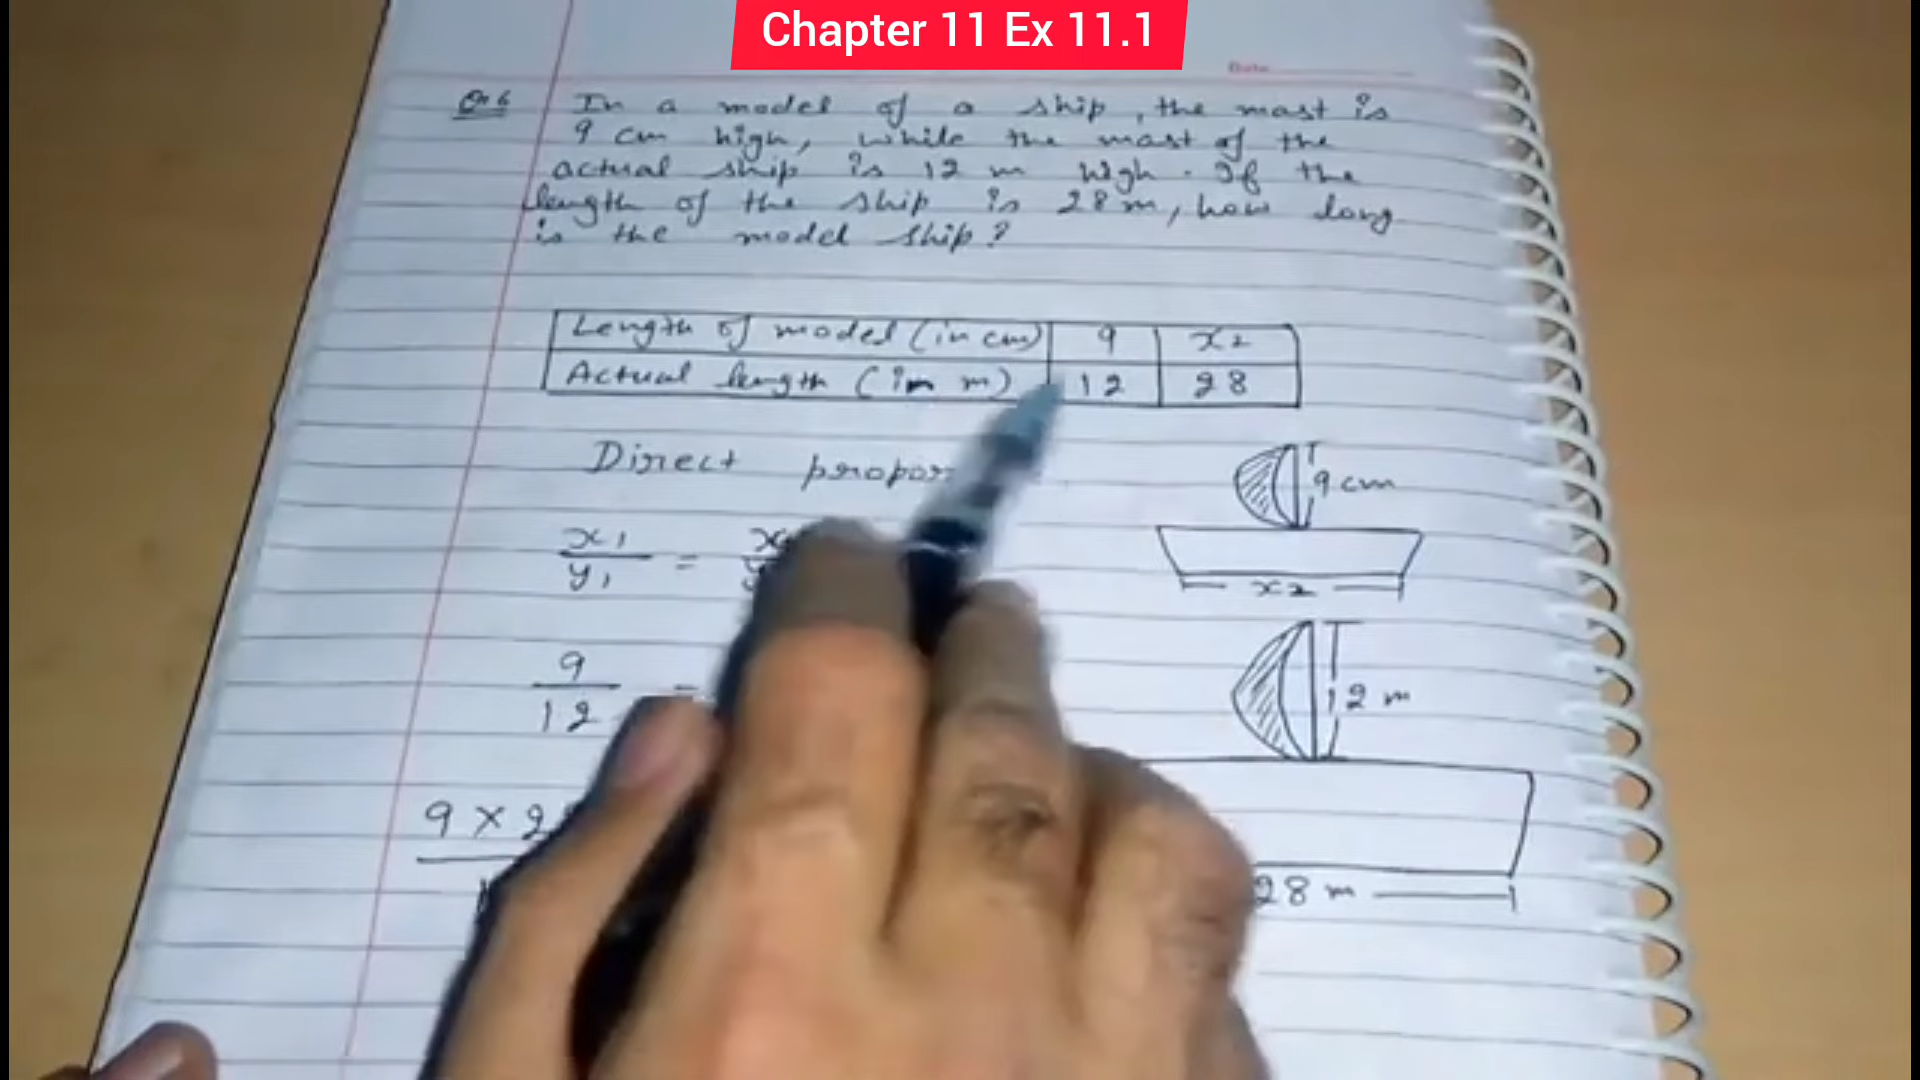 Chapter 11 Ex 11.1
Date
Q.6 In a model of a ship, the mast is
9 cm high, while the mast of the
actual ship is 12 m high. If the
length of the ship is 28 m, how long
is the model ship?
Length of model (in cm) 9 x2
Actual length (in m) 12 28
Direct
9 cm
x1/y1 =
x2
9/12 =
12 m
9 ×
28 m